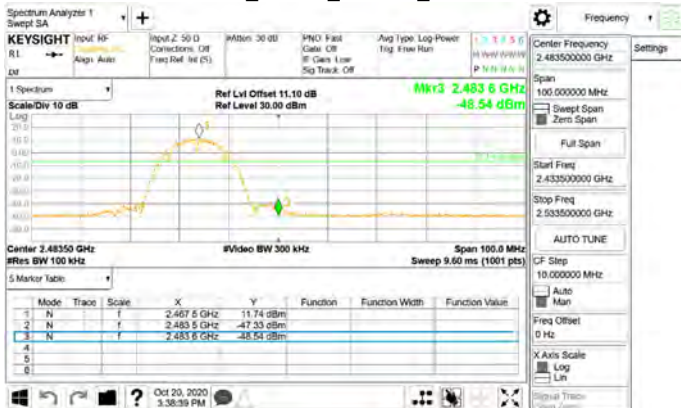 Spectrum Analyzer 1
Swept SA
Frequency
KEYSIGHT
Input: RF
Align: Auto
Input Z: 50 Ω
Corrections: Off
Freq Ref: Int (S)
#Atten: 30 dB
PNO: Fast
Gate: Off
IF Gain: Low
Sig Track: Off
Avg Type: Log-Power
Trig: Free Run
1 Spectrum
Scale/Div 10 dB
Ref Lvl Offset 11.10 dB
Ref Level 30.00 dBm
Mkr3 2.483 6 GHz
-48.54 dBm
Log
Center 2.48350 GHz
#Res BW 100 kHz
#Video BW 300 kHz
Span 100.0 MHz
Sweep 9.60 ms (1001 pts)
5 Marker Table
Mode Trace Scale X Y Function Function Width Function Value
1 N f 2.467 5 GHz 11.74 dBm
2 N f 2.483 5 GHz -47.33 dBm
3 N f 2.483 6 GHz -48.54 dBm
4
5
6
Oct 20, 2020
3:38:39 PM
Center Frequency
2.483500000 GHz
Settings
Span
100.000000 MHz
Swept Span
Zero Span
Full Span
Start Freq
2.433500000 GHz
Stop Freq
2.533500000 GHz
AUTO TUNE
CF Step
10.000000 MHz
Auto
Man
Freq Offset
0 Hz
X Axis Scale
Log
Lin
Signal Track